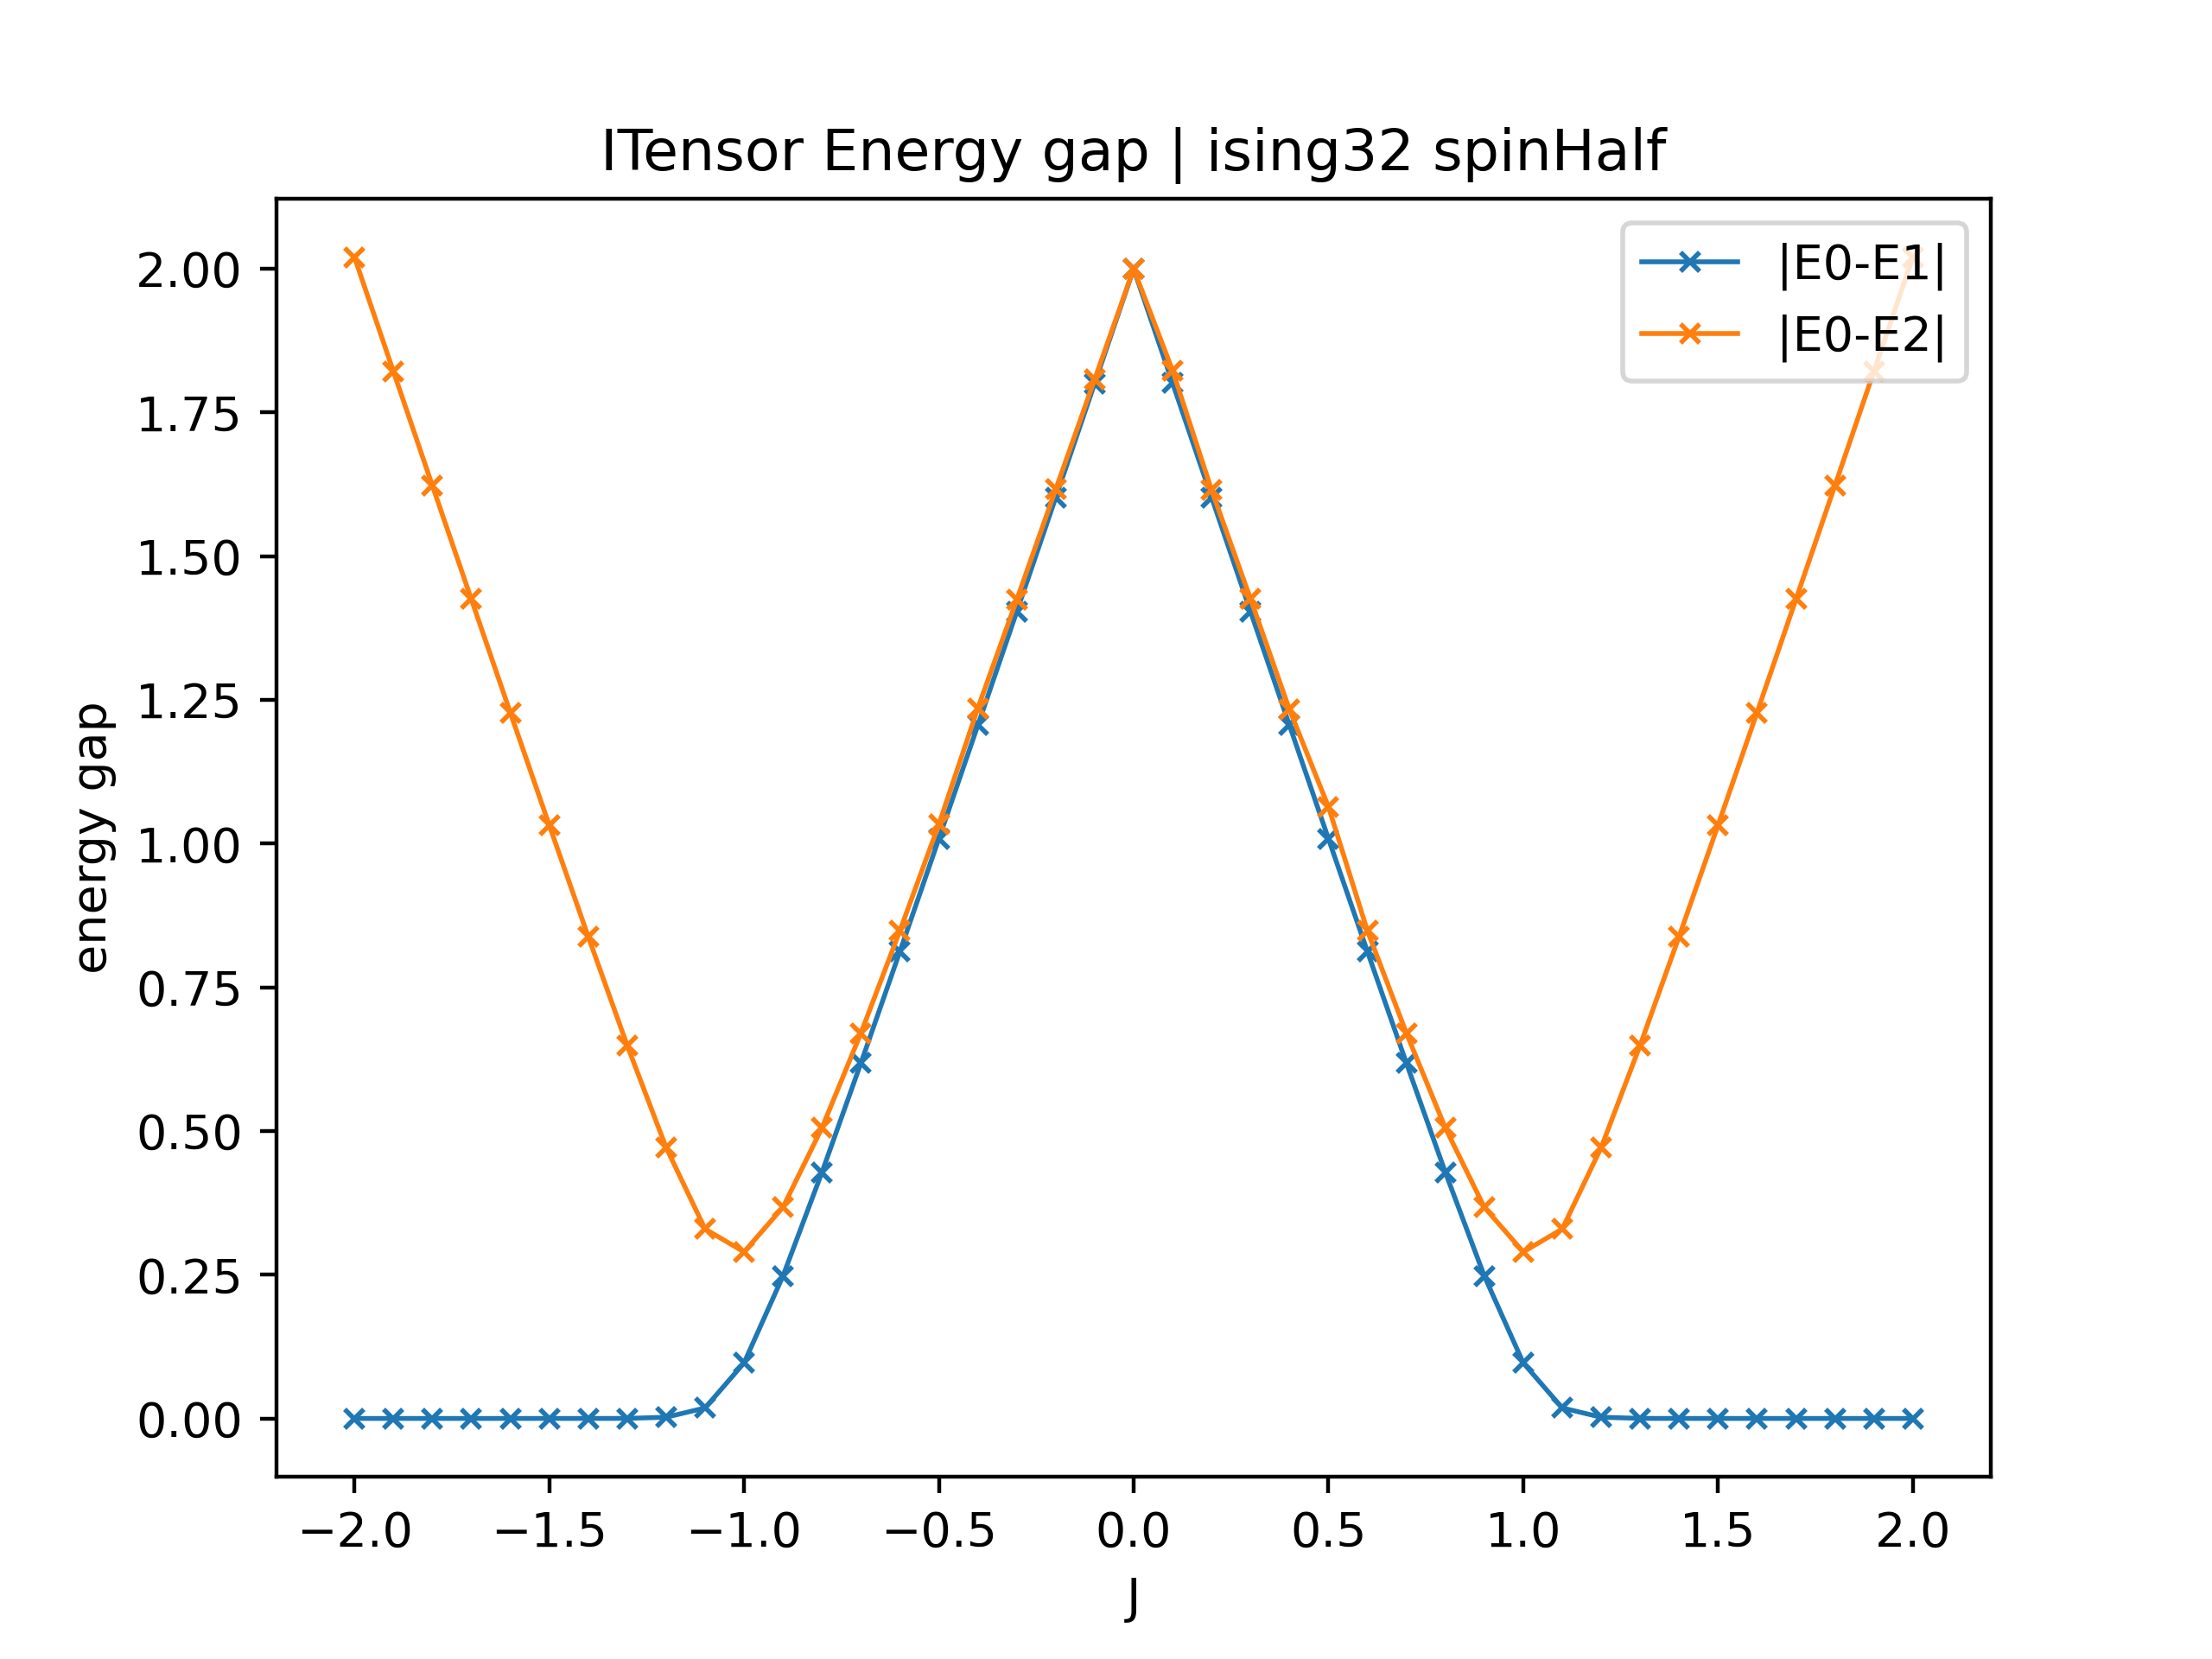 ITensor Energy gap | ising32 spinHalf
|E0-E1|
|E0-E2|
energy gap
2.00
1.75
1.50
1.25
1.00
0.75
0.50
0.25
0.00
−2.0 −1.5 −1.0 −0.5 0.0 0.5 1.0 1.5 2.0
J